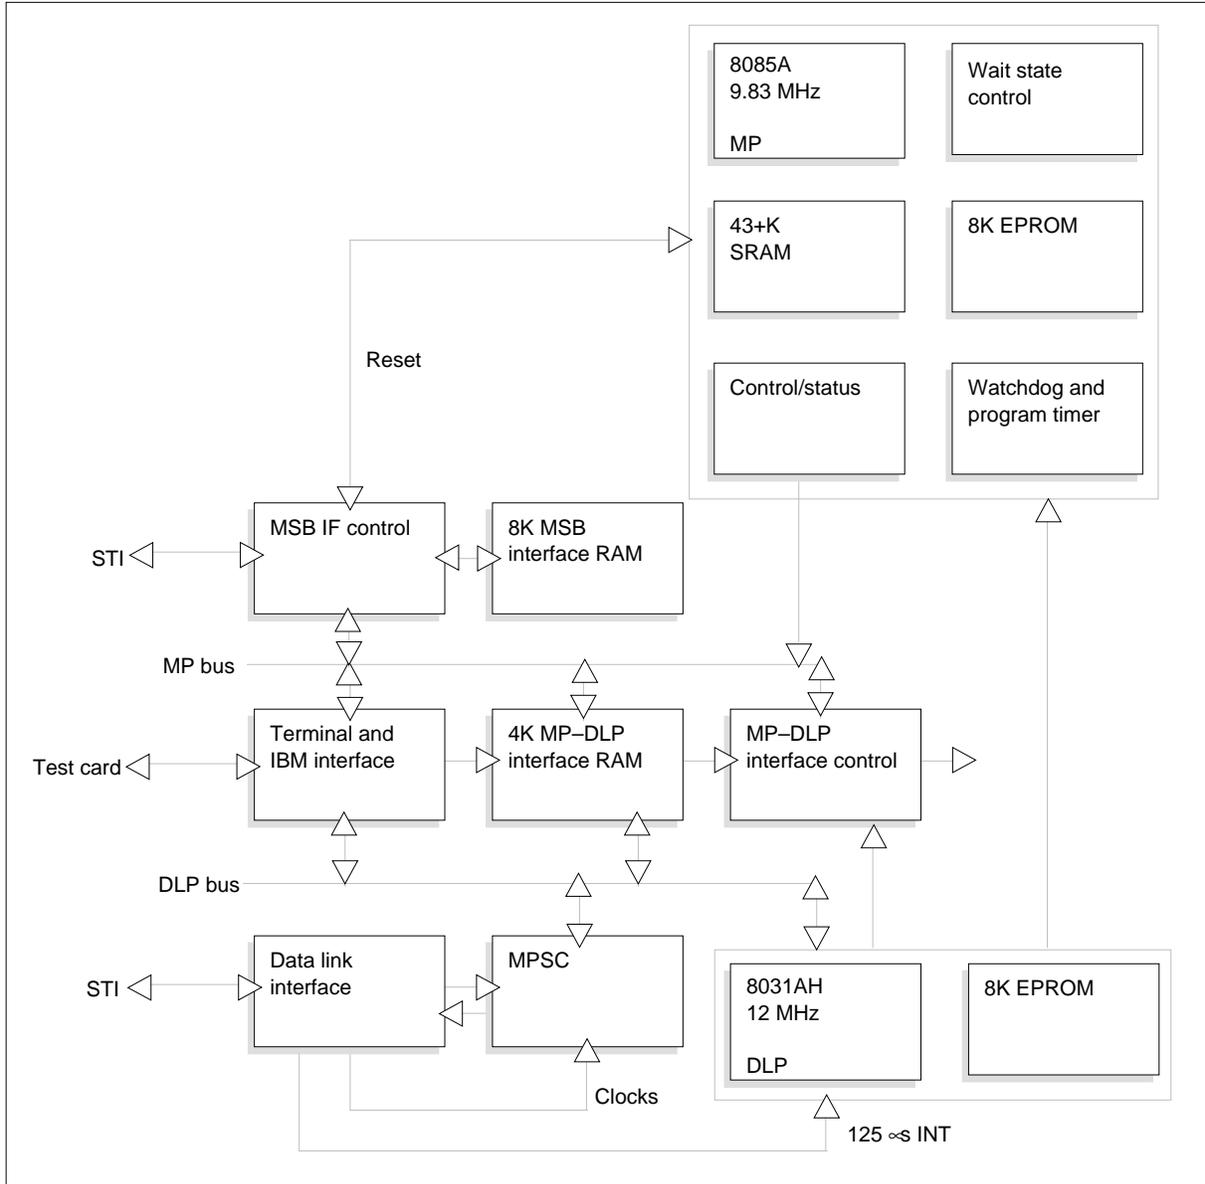 8085A
9.83 MHz
MP
Wait state
control
43+K
SRAM
8K EPROM
Reset
Control/status
Watchdog and
program timer
MSB IF control
8K MSB
interface RAM
STI
MP bus
Terminal and
IBM interface
4K MP–DLP
interface RAM
MP–DLP
interface control
Test card
DLP bus
Data link
interface
MPSC
STI
8031AH
12 MHz
DLP
8K EPROM
Clocks
125 ∝s INT